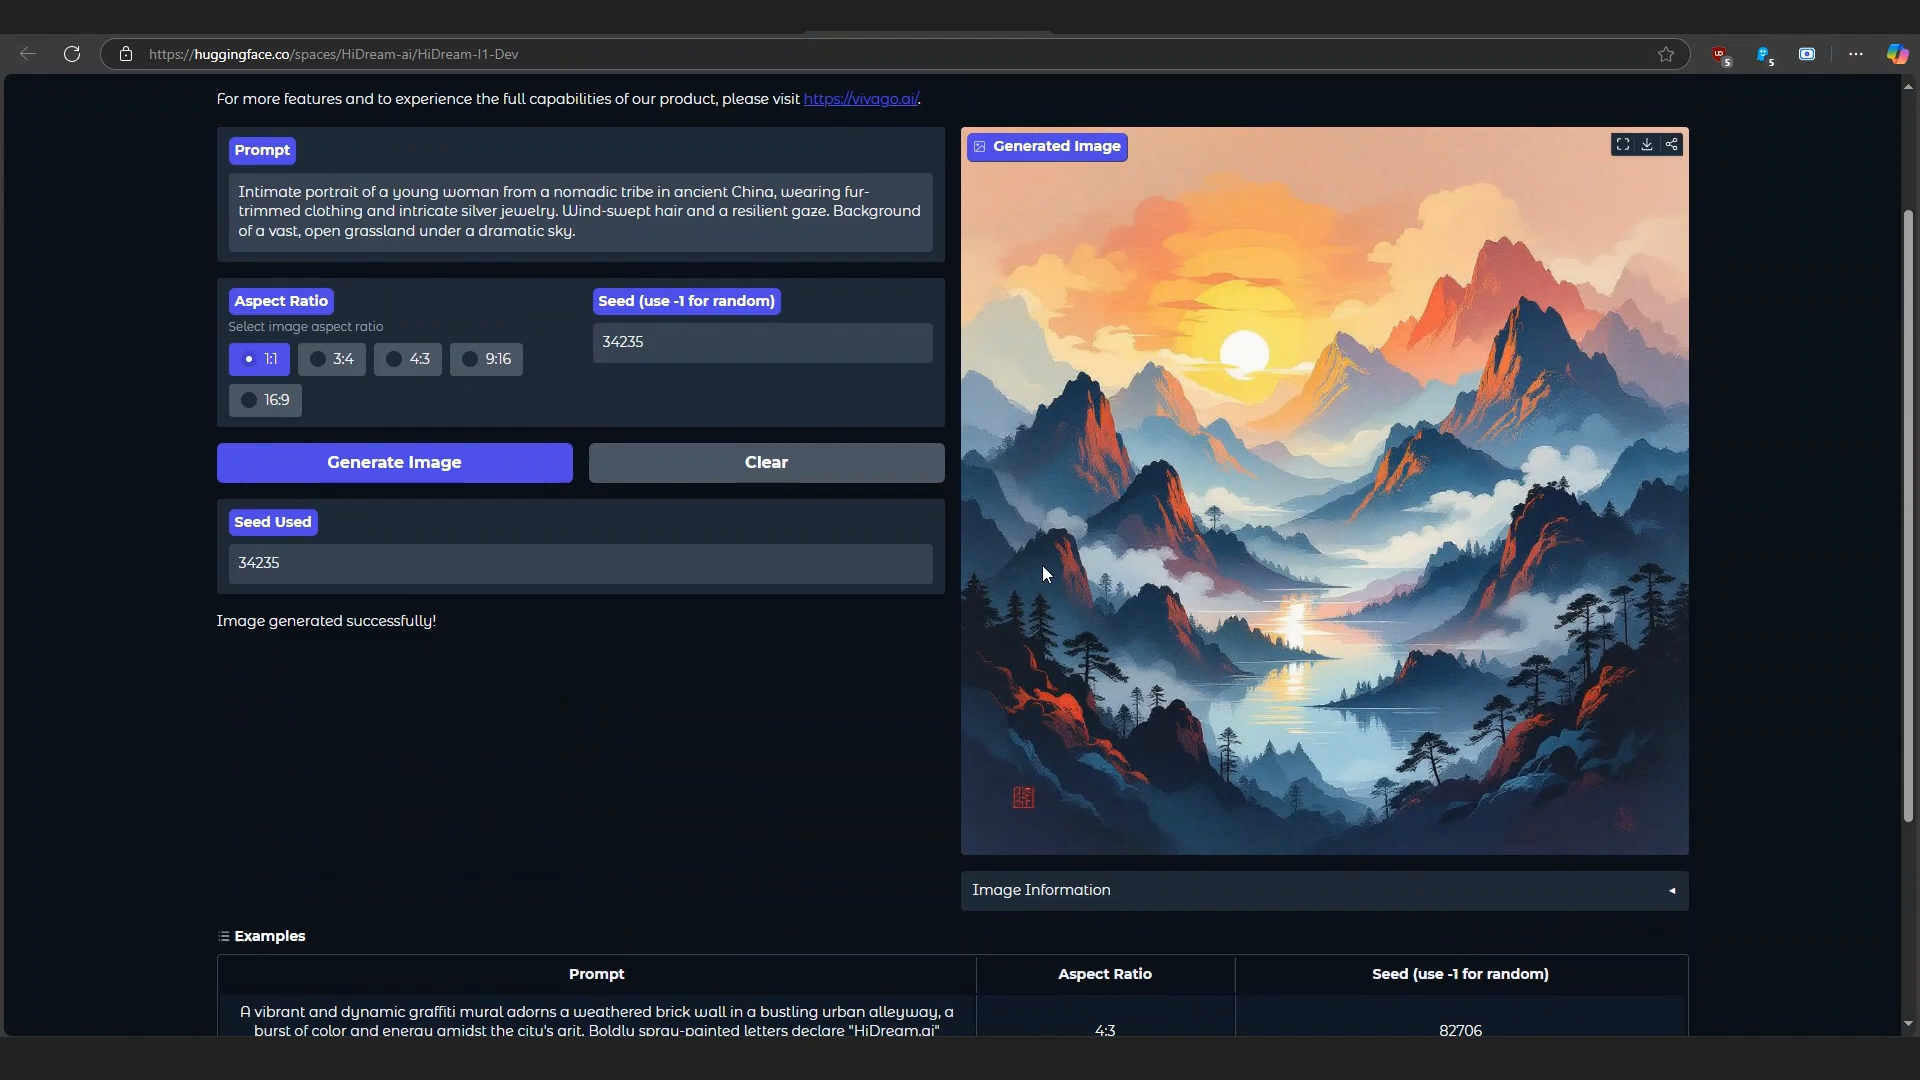 https://huggingface.co/spaces/HiDream-ai/HiDream-I1-Dev
5
5
For more features and to experience the full capabilities of our product, please visit https://vivago.ai/.
Prompt
Intimate portrait of a young woman from a nomadic tribe in ancient China, wearing fur-
trimmed clothing and intricate silver jewelry. Wind-swept hair and a resilient gaze. Background
of a vast, open grassland under a dramatic sky.
Aspect Ratio
Select image aspect ratio
1:1
3:4
4:3
9:16
16:9
Seed (use -1 for random)
34235
Generate Image
Clear
Seed Used
34235
Image generated successfully!
Generated Image
Image Information
Examples
Prompt Aspect Ratio Seed (use -1 for random)
A vibrant and dynamic graffiti mural adorns a weathered brick wall in a bustling urban alleyway, a
burst of color and energy amidst the city's grit. Boldly spray-painted letters declare "HiDream.ai"
4:3
82706